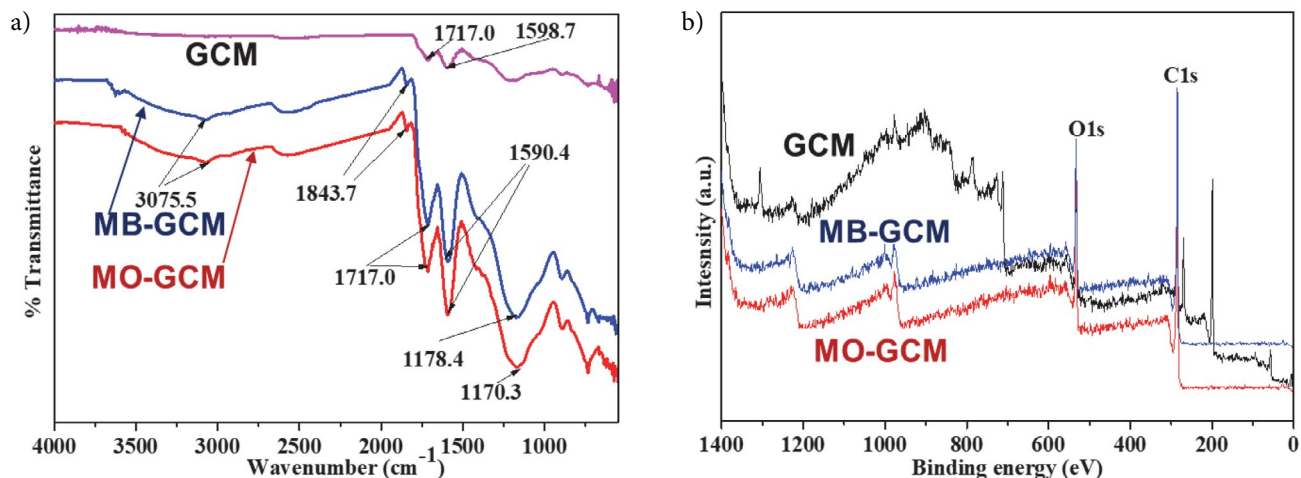 a)
1717.0
1598.7
GCM
1590.4
3075.5
1843.7
MB-GCM
MO-GCM
1717.0
1178.4
1170.3
% Transmittance
4000
3500
3000
2500
2000
1500
1000
Wavenumber (cm-1)
b)
C1s
O1s
GCM
MB-GCM
MO-GCM
Intesnsity (a.u.)
1400
1200
1000
800
600
400
200
0
Binding energy (eV)